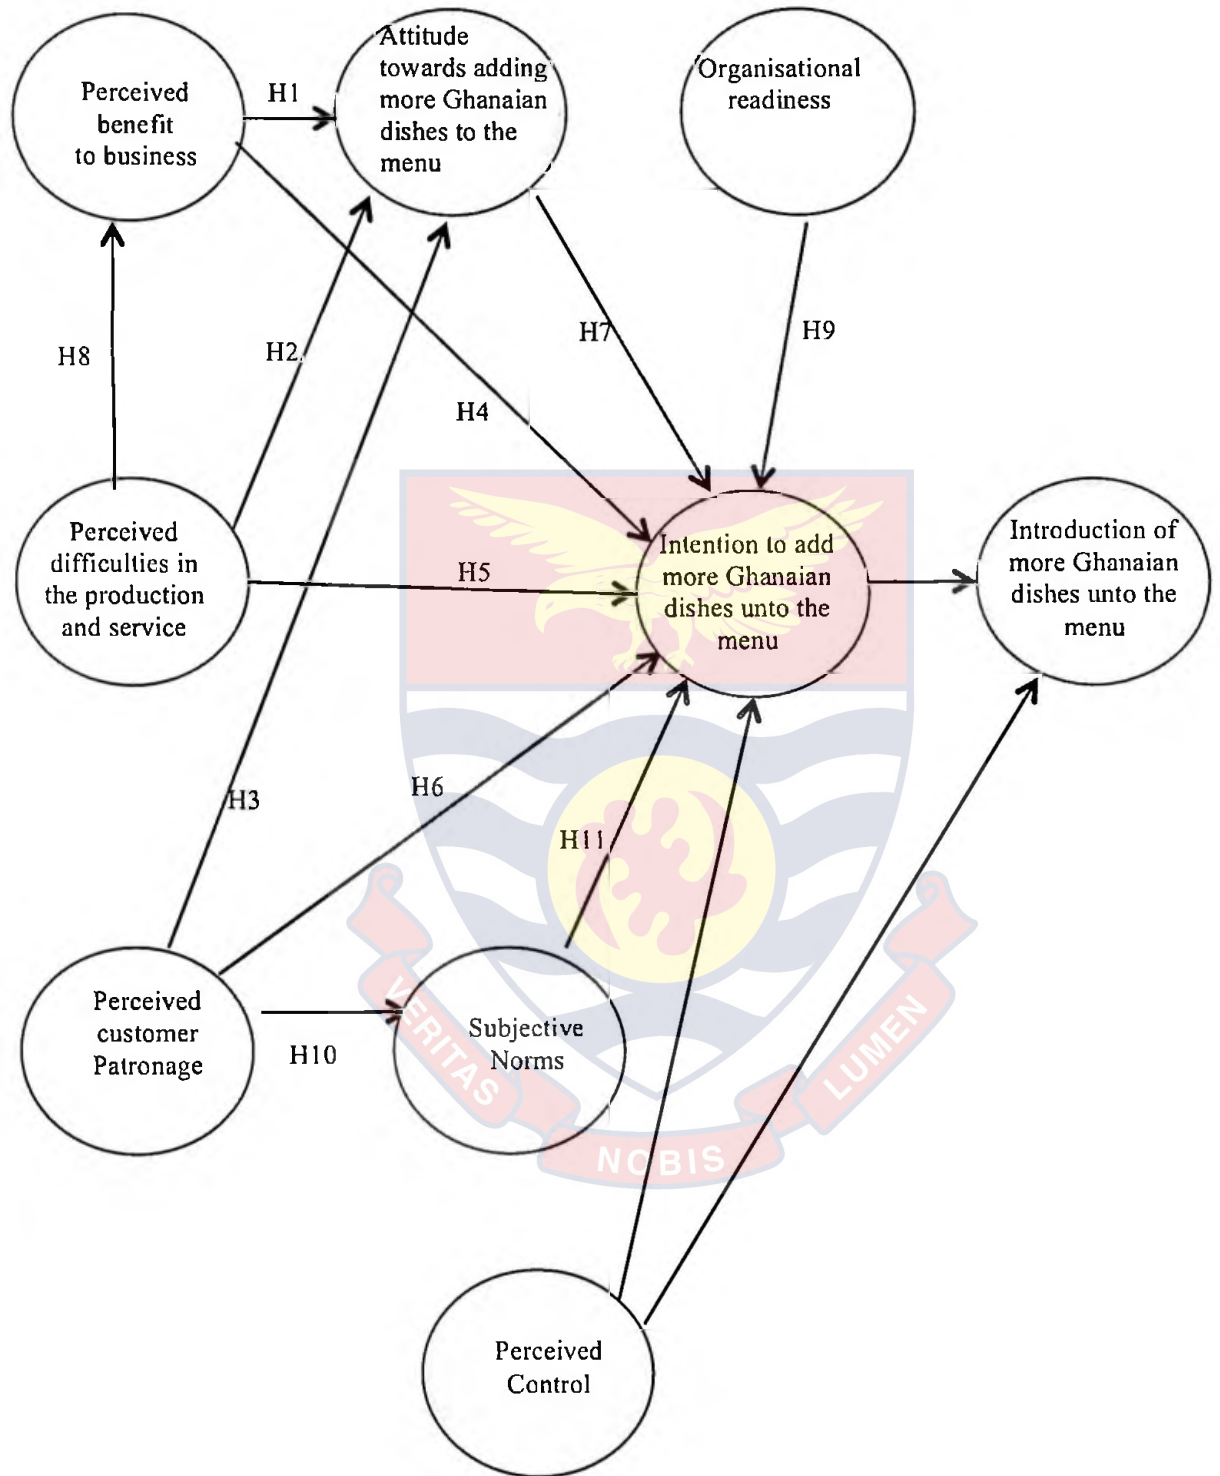 Perceived
benefit
to business
H1
Attitude
towards adding
more Ghanaian
dishes to the
menu
Organisational
readiness
H8
H2
H4
H7
H9
Perceived
difficulties in
the production
and service
H5
Intention to add
more Ghanaian
dishes unto the
menu
Introduction of
more Ghanaian
dishes unto the
menu
H3
H6
H11
Perceived
customer
Patronage
H10
Subjective
Norms
VERITAS
NOBIS
LUMEN
Perceived
Control